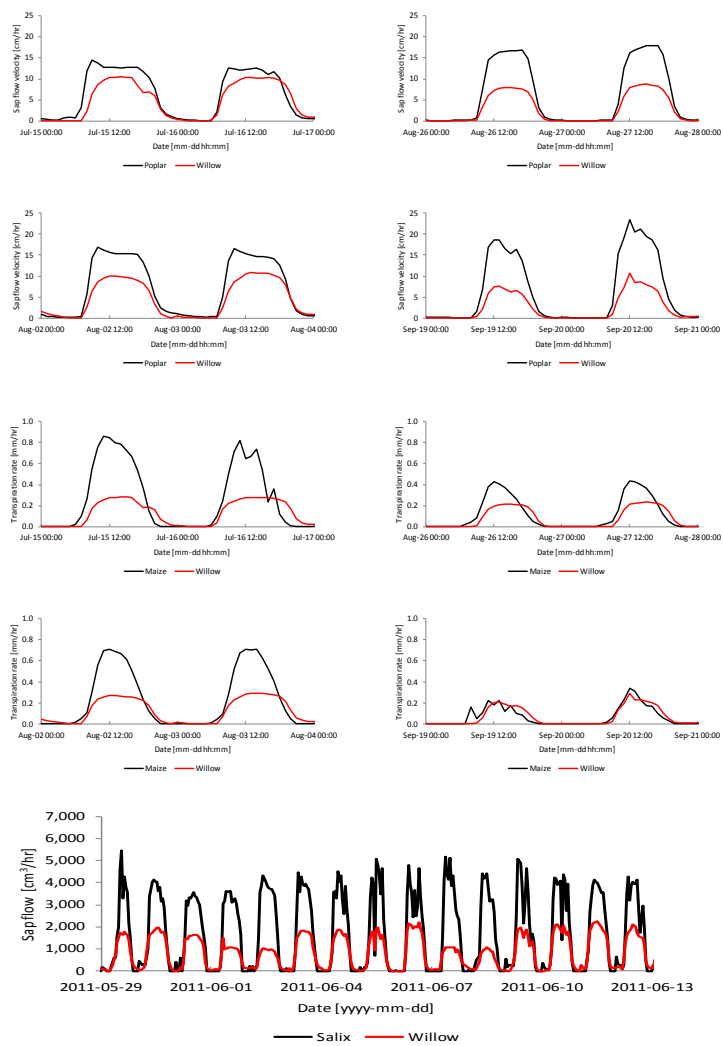 Sap flow velocity [cm/hr]
25
20
15
10
5
0
Jul-15 00:00 Jul-15 12:00 Jul-16 00:00 Jul-16 12:00 Jul-17 00:00
Date [mm-dd hh:mm]
Poplar Willow
Sap flow velocity [cm/hr]
25
20
15
10
5
0
Aug-26 00:00 Aug-26 12:00 Aug-27 00:00 Aug-27 12:00 Aug-28 00:00
Date [mm-dd hh:mm]
Poplar Willow
Sap flow velocity [cm/hr]
25
20
15
10
5
0
Aug-02 00:00 Aug-02 12:00 Aug-03 00:00 Aug-03 12:00 Aug-04 00:00
Date [mm-dd hh:mm]
Poplar Willow
Sap flow velocity [cm/hr]
25
20
15
10
5
0
Sep-19 00:00 Sep-19 12:00 Sep-20 00:00 Sep-20 12:00 Sep-21 00:00
Date [mm-dd hh:mm]
Poplar Willow
Transpiration rate [mm/hr]
1.0
0.8
0.6
0.4
0.2
0.0
Jul-15 00:00 Jul-15 12:00 Jul-16 00:00 Jul-16 12:00 Jul-17 00:00
Date [mm-dd hh:mm]
Maize Willow
Transpiration rate [mm/hr]
1.0
0.8
0.6
0.4
0.2
0.0
Aug-26 00:00 Aug-26 12:00 Aug-27 00:00 Aug-27 12:00 Aug-28 00:00
Date [mm-dd hh:mm]
Maize Willow
Transpiration rate [mm/hr]
1.0
0.8
0.6
0.4
0.2
0.0
Aug-02 00:00 Aug-02 12:00 Aug-03 00:00 Aug-03 12:00 Aug-04 00:00
Date [mm-dd hh:mm]
Maize Willow
Transpiration rate [mm/hr]
1.0
0.8
0.6
0.4
0.2
0.0
Sep-19 00:00 Sep-19 12:00 Sep-20 00:00 Sep-20 12:00 Sep-21 00:00
Date [mm-dd hh:mm]
Maize Willow
Sap flow [cm³/hr]
7,000
6,000
5,000
4,000
3,000
2,000
1,000
0
2011-05-29 2011-06-01 2011-06-04 2011-06-07 2011-06-10 2011-06-13
Date [yyyy-mm-dd]
Salix Willow